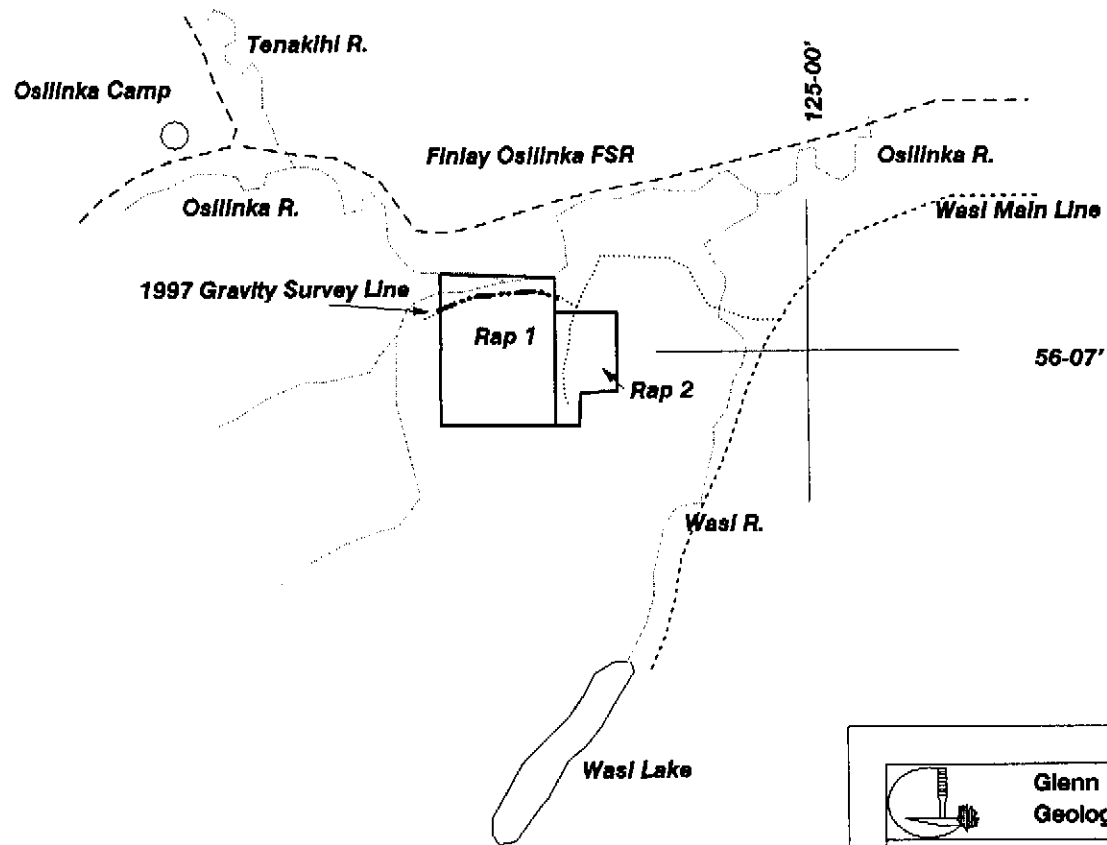 Tenakihi R.
125-00'
Osilinka Camp
Finlay Osilinka FSR
Osilinka R.
Osilinka R.
Wasi Main Line
1997 Gravity Survey Line
Rap 1
56-07'
Rap 2
Wasi R.
Wasi Lake
Glenn
Geolog